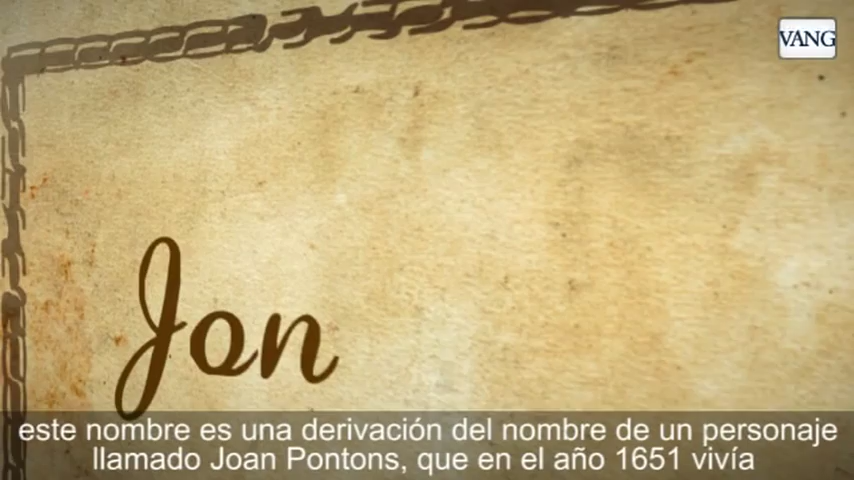 VANG
Jon
este nombre es una derivación del nombre de un personaje
llamado Joan Pontons, que en el año 1651 vivía